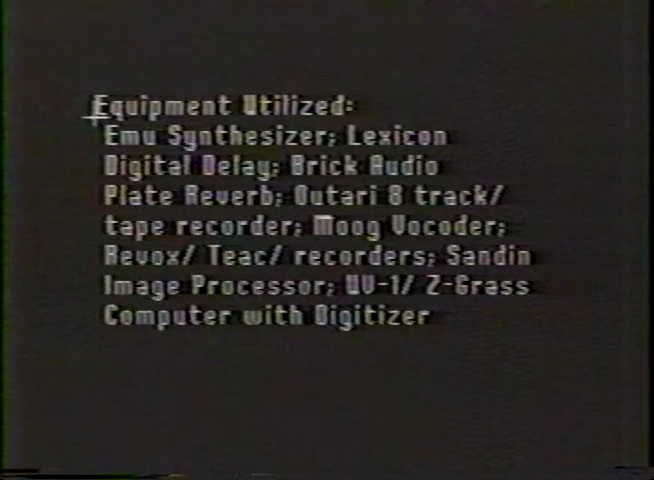 Equipment Utilized:
Emu Synthesizer; Lexicon
Digital Delay; Brick Audio
Plate Reverb; Outari 8 track/
tape recorder; Moog Vocoder;
Revox/ Teac/ recorders; Sandin
Image Processor; UV-1/ Z-Grass
Computer with Digitizer